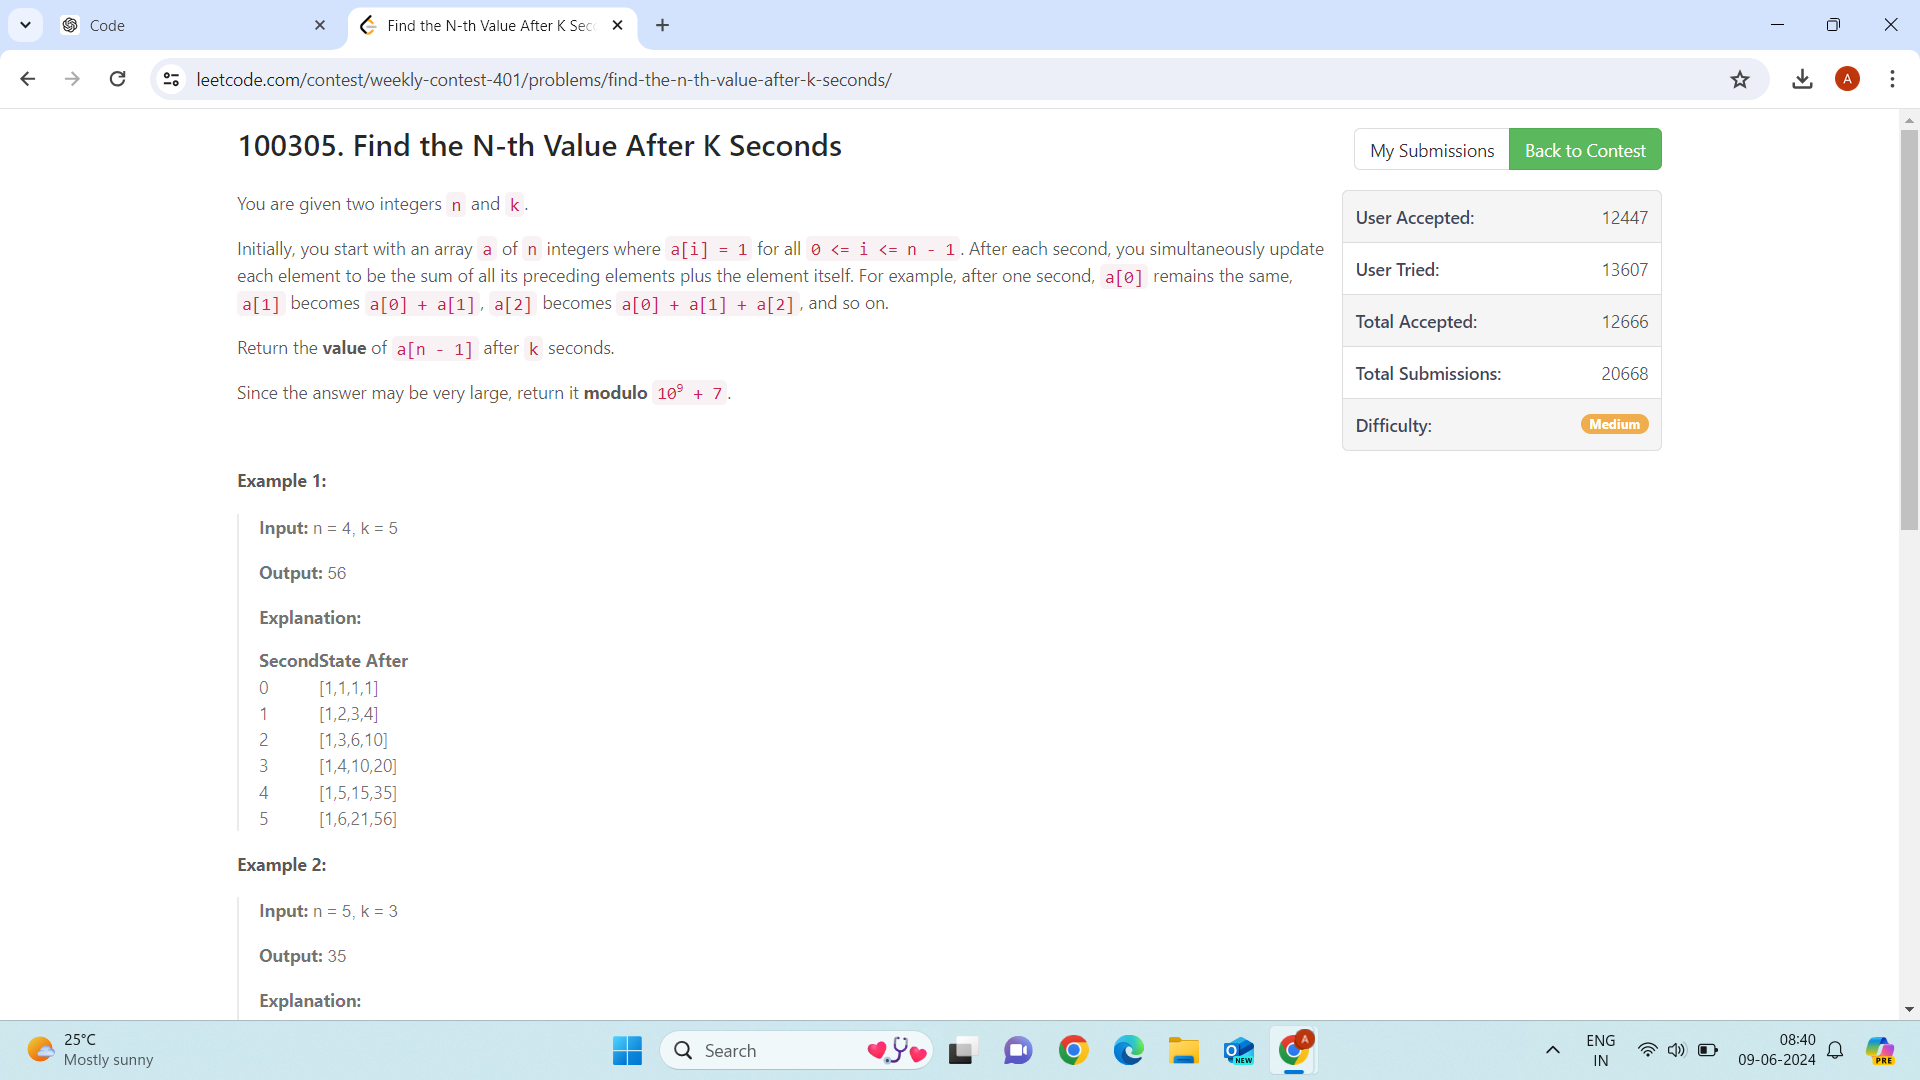 Code
Find the N-th Value After K Sec
leetcode.com/contest/weekly-contest-401/problems/find-the-n-th-value-after-k-seconds/
A
100305. Find the N-th Value After K Seconds
My Submissions
Back to Contest
You are given two integers n and k.
Initially, you start with an array a of n integers where a[i] = 1 for all 0 <= i <= n - 1. After each second, you simultaneously update
each element to be the sum of all its preceding elements plus the element itself. For example, after one second, a[0] remains the same,
a[1] becomes a[0] + a[1], a[2] becomes a[0] + a[1] + a[2], and so on.
Return the value of a[n - 1] after k seconds.
Since the answer may be very large, return it modulo 10⁹ + 7.
User Accepted: 12447
User Tried: 13607
Total Accepted: 12666
Total Submissions: 20668
Difficulty: Medium
Example 1:
Input: n = 4, k = 5
Output: 56
Explanation:
SecondState After
0 [1,1,1,1]
1 [1,2,3,4]
2 [1,3,6,10]
3 [1,4,10,20]
4 [1,5,15,35]
5 [1,6,21,56]
Example 2:
Input: n = 5, k = 3
Output: 35
Explanation:
25°C
Mostly sunny
Search
NEW
A
ENG
IN
08:40
09-06-2024
PRE